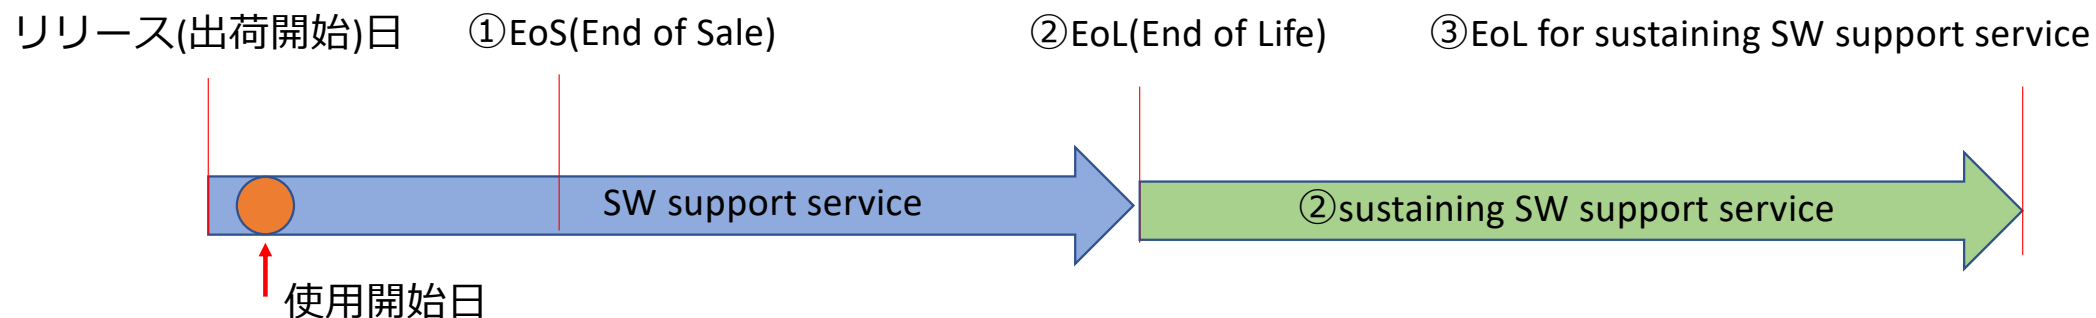 リリース(出荷開始)日
①EoS(End of Sale)
②EoL(End of Life)
③EoL for sustaining SW support service
SW support service
②sustaining SW support service
使用開始日